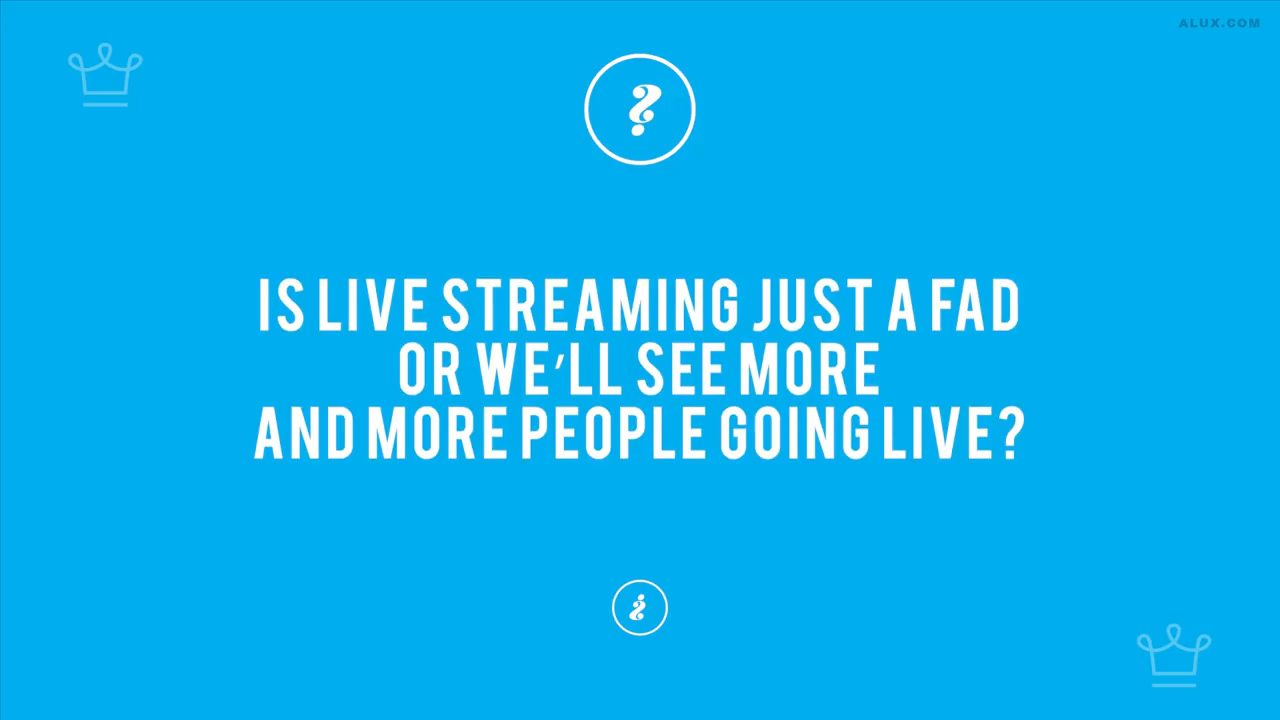 ALUX.COM
?
IS LIVE STREAMING JUST A FAD
OR WE'LL SEE MORE
AND MORE PEOPLE GOING LIVE?
¿